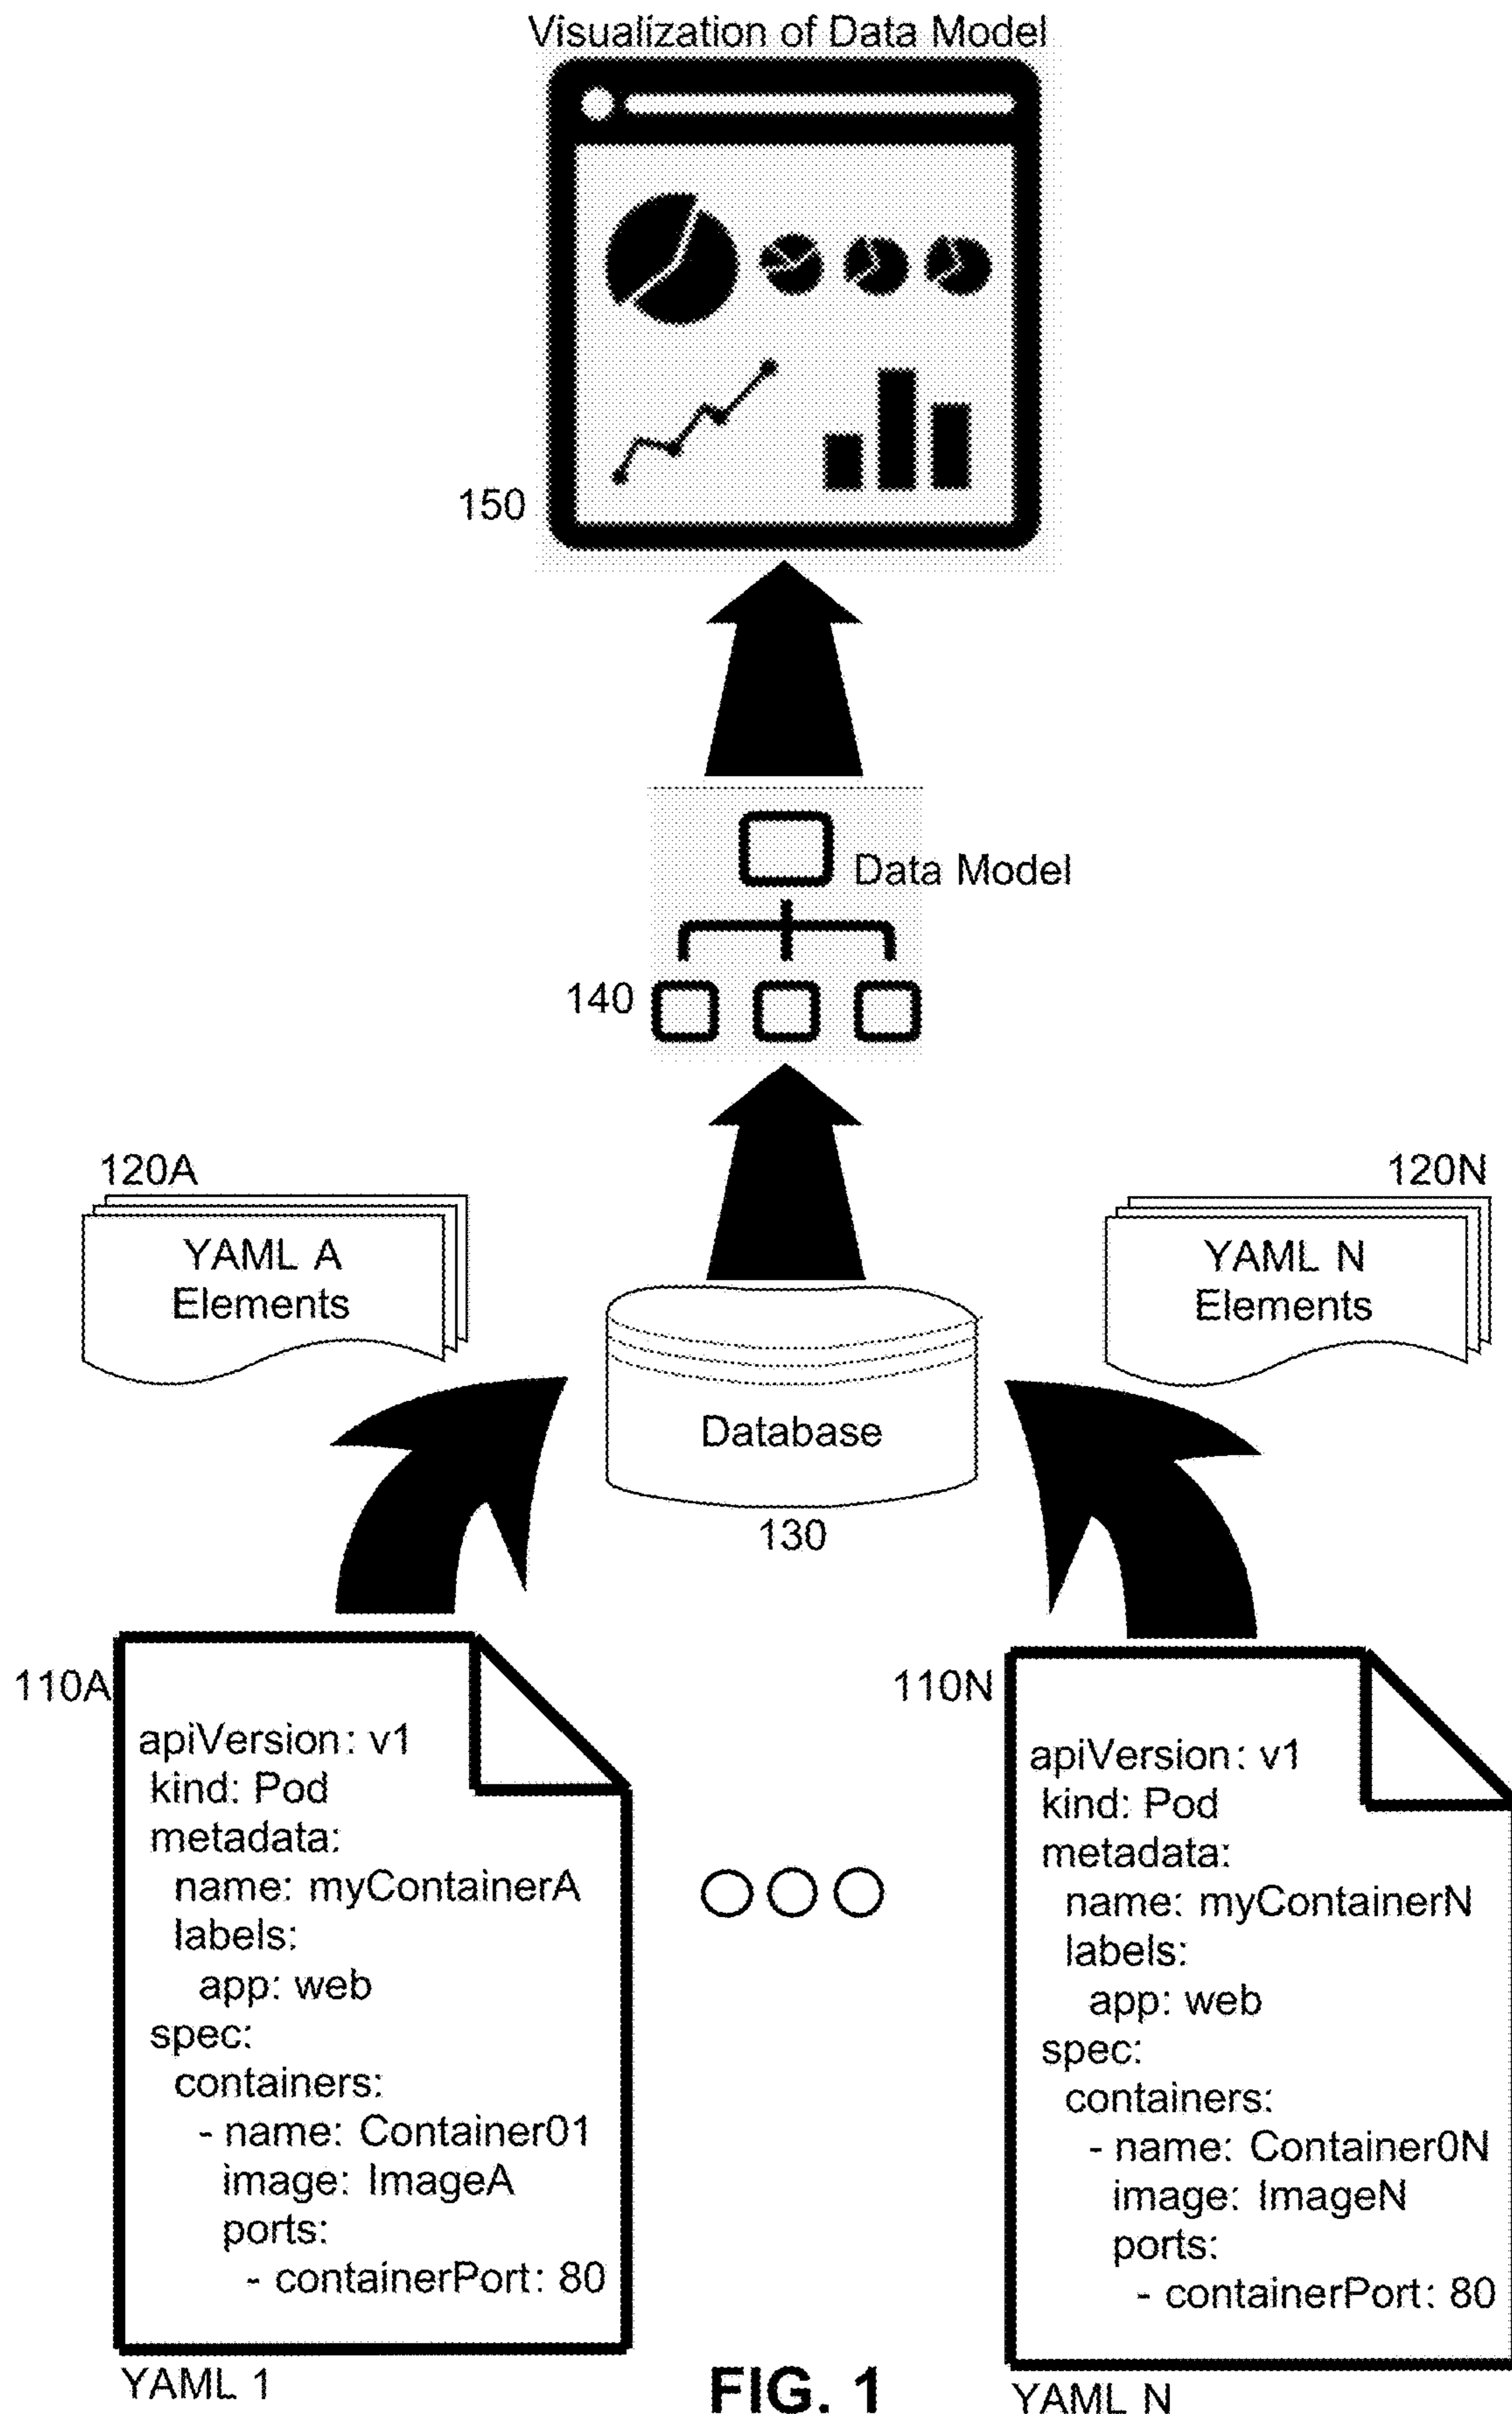 Visualization of Data Model
150
Data Model
140
120A
YAML A
Elements
120N
YAML N
Elements
Database
130
110A
apiVersion: v1
kind: Pod
metadata:
name: myContainerA
labels:
app: web
spec:
containers:
- name: Container01
image: ImageA
ports:
- containerPort: 80
YAML 1
110N
apiVersion: v1
kind: Pod
metadata:
name: myContainerN
labels:
app: web
spec:
containers:
- name: Container0N
image: ImageN
ports:
- containerPort: 80
YAML N
FIG. 1